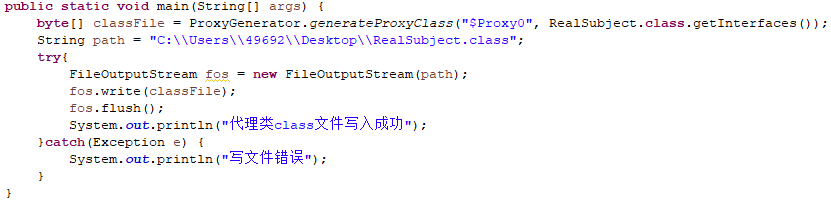 public static void main(String[] args) {
    byte[] classFile = ProxyGenerator.generateProxyClass("$Proxy0", RealSubject.class.getInterfaces());
    String path = "C:\\Users\\49692\\Desktop\\RealSubject.class";
    try{
        FileOutputStream fos = new FileOutputStream(path);
        fos.write(classFile);
        fos.flush();
        System.out.println("代理类class文件写入成功");
    }catch(Exception e) {
        System.out.println("写文件错误");
    }
}